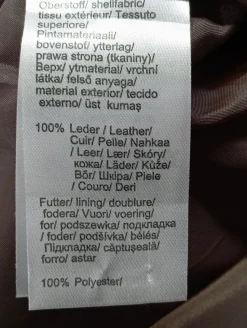 Oberstoff/ shellfabric/
tissu extérieur/ Tessuto
superiore/
Pintamateriaali/
bovenstof/ ytterlag/
prawa strona (tkaniny)/
Верх/ ytmaterial/ vrchní
látka/ felső anyaga/
material exterior/ tecido
externo/ üst kumaş
100% Leder / Leather/
Cuir/ Pelle/ Nahkaa
/ Leer/ Lær/ Skóry/
кожа/ Läder/ Kůže/
Bőr/ Шкіра/ Piele
/ Couro/ Deri
Futter/ lining/ doublure/
fodera/ Vuori/ voering/
for/ podszewka/ подкладка
/ foder/ podšívka/ bélés/
Підкладка/ căptuşeală/
forro/ astar
100% Polyester/